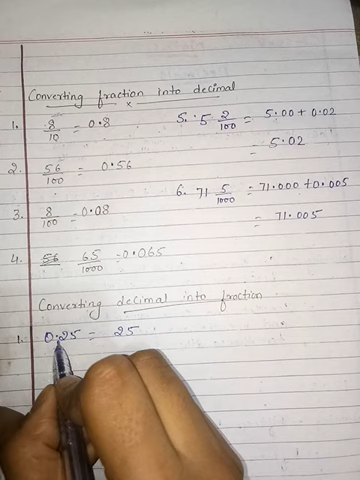 Converting fraction into decimal
1. 8/10 = 0.8
2. 56/100 = 0.56
3. 8/100 = 0.08
4. 56 65/1000 = 0.065
5. 5 2/100 = 5.00 + 0.02
= 5.02
6. 71 5/1000 = 71.000 + 0.005
= 71.005
Converting decimal into fraction
1. 0.25 = 25